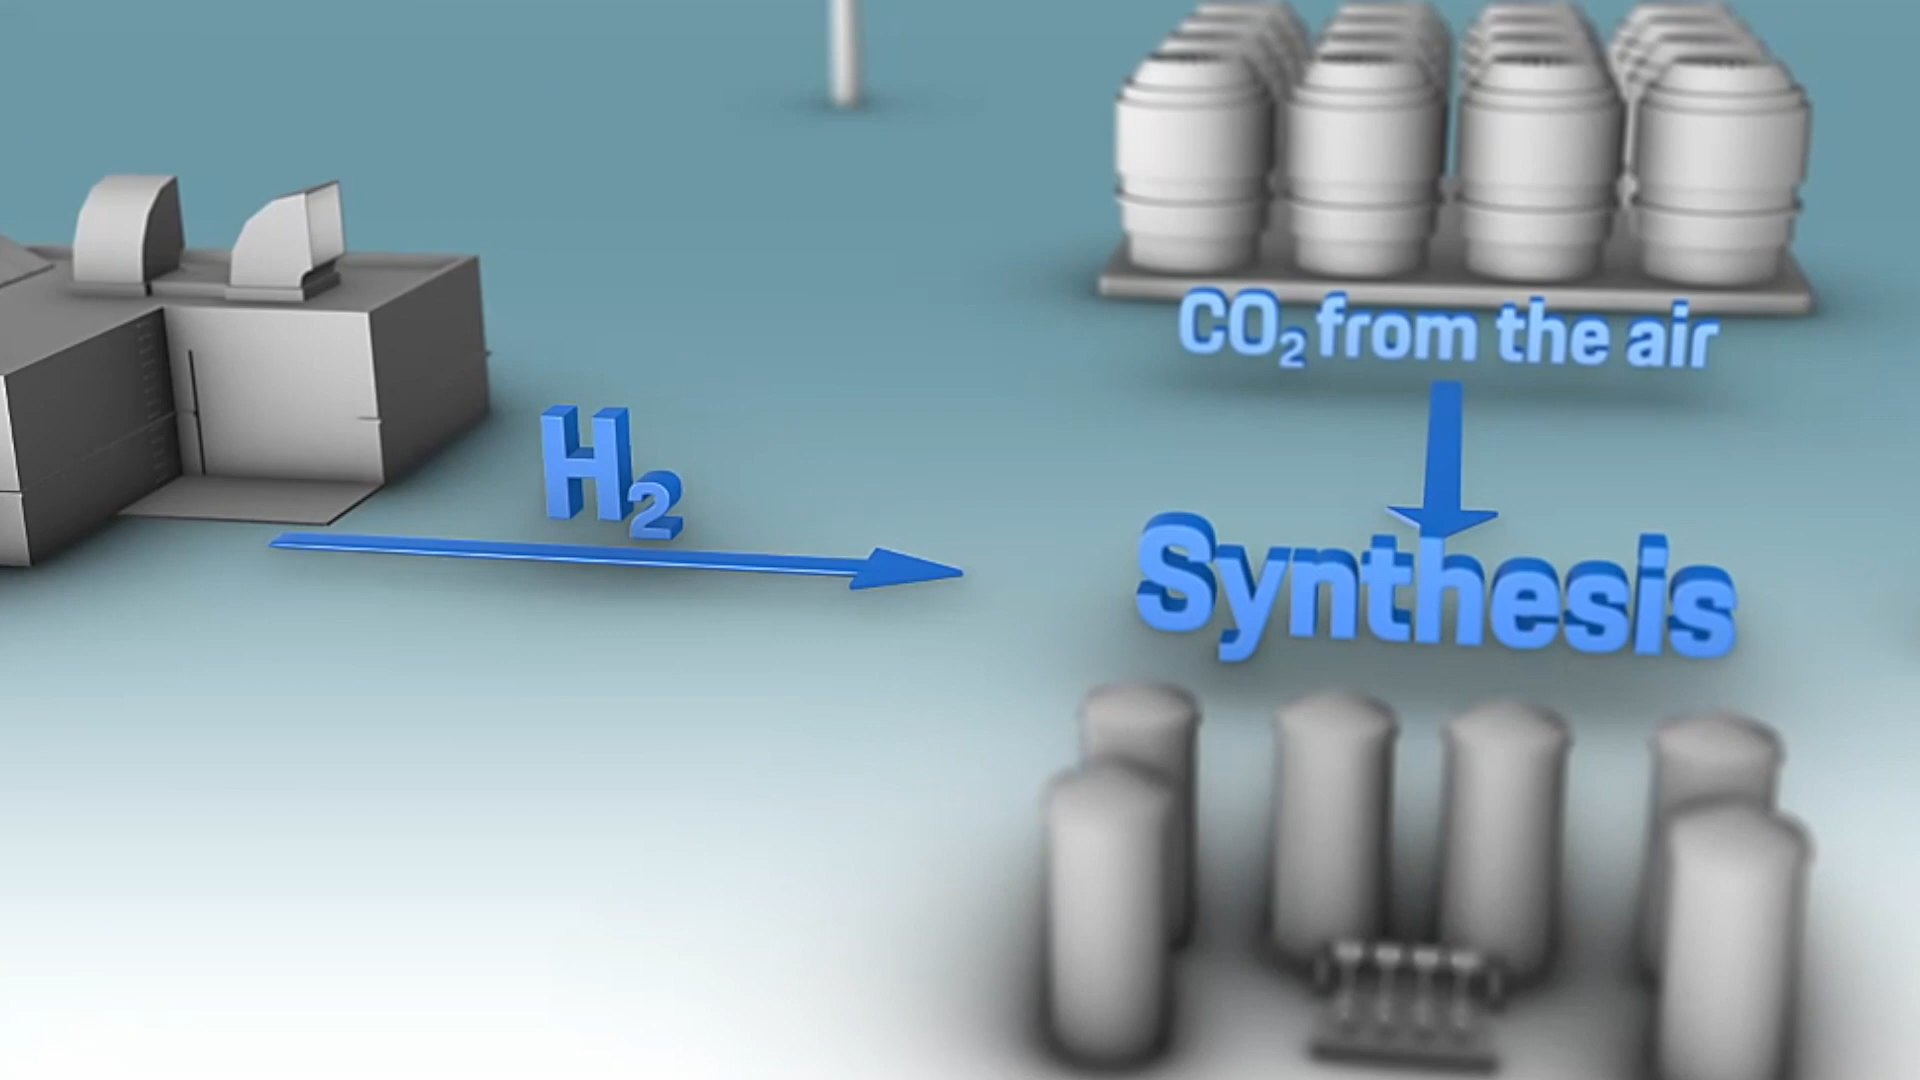 CO₂ from the air
H₂
Synthesis